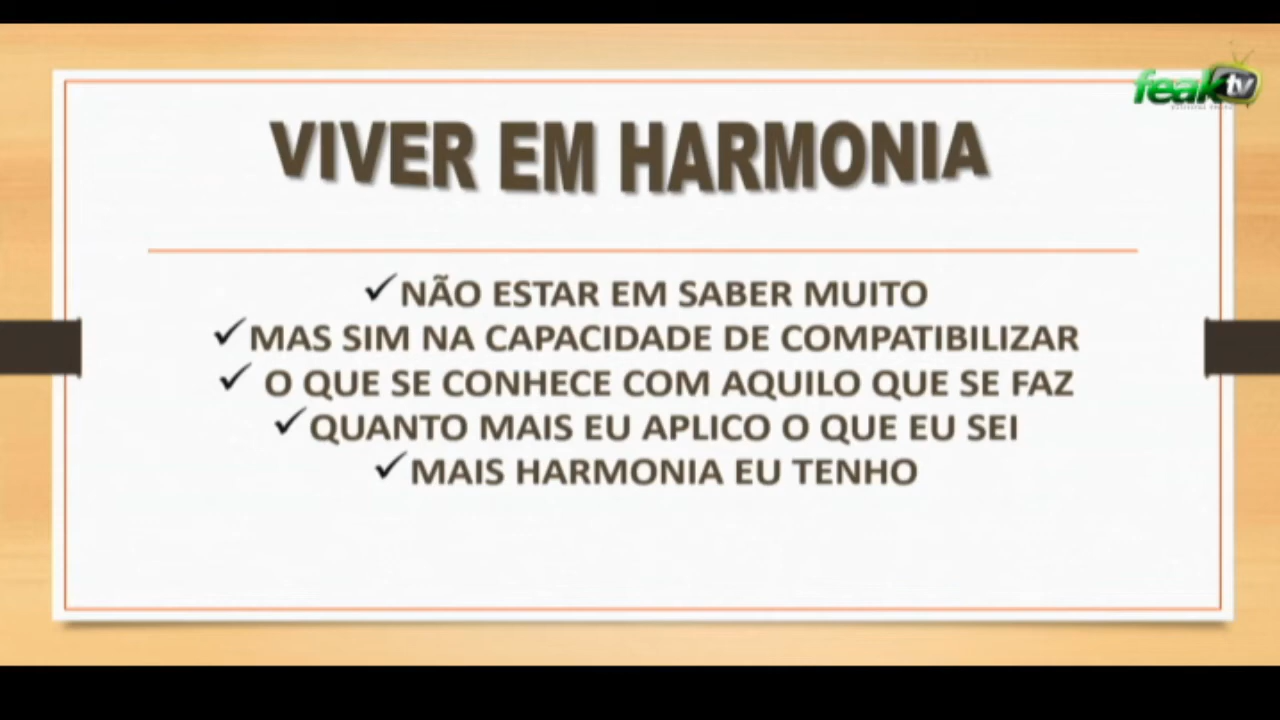 feak tv
VIVER EM HARMONIA
✓NÃO ESTAR EM SABER MUITO
✓MAS SIM NA CAPACIDADE DE COMPATIBILIZAR
✓ O QUE SE CONHECE COM AQUILO QUE SE FAZ
✓QUANTO MAIS EU APLICO O QUE EU SEI
✓MAIS HARMONIA EU TENHO